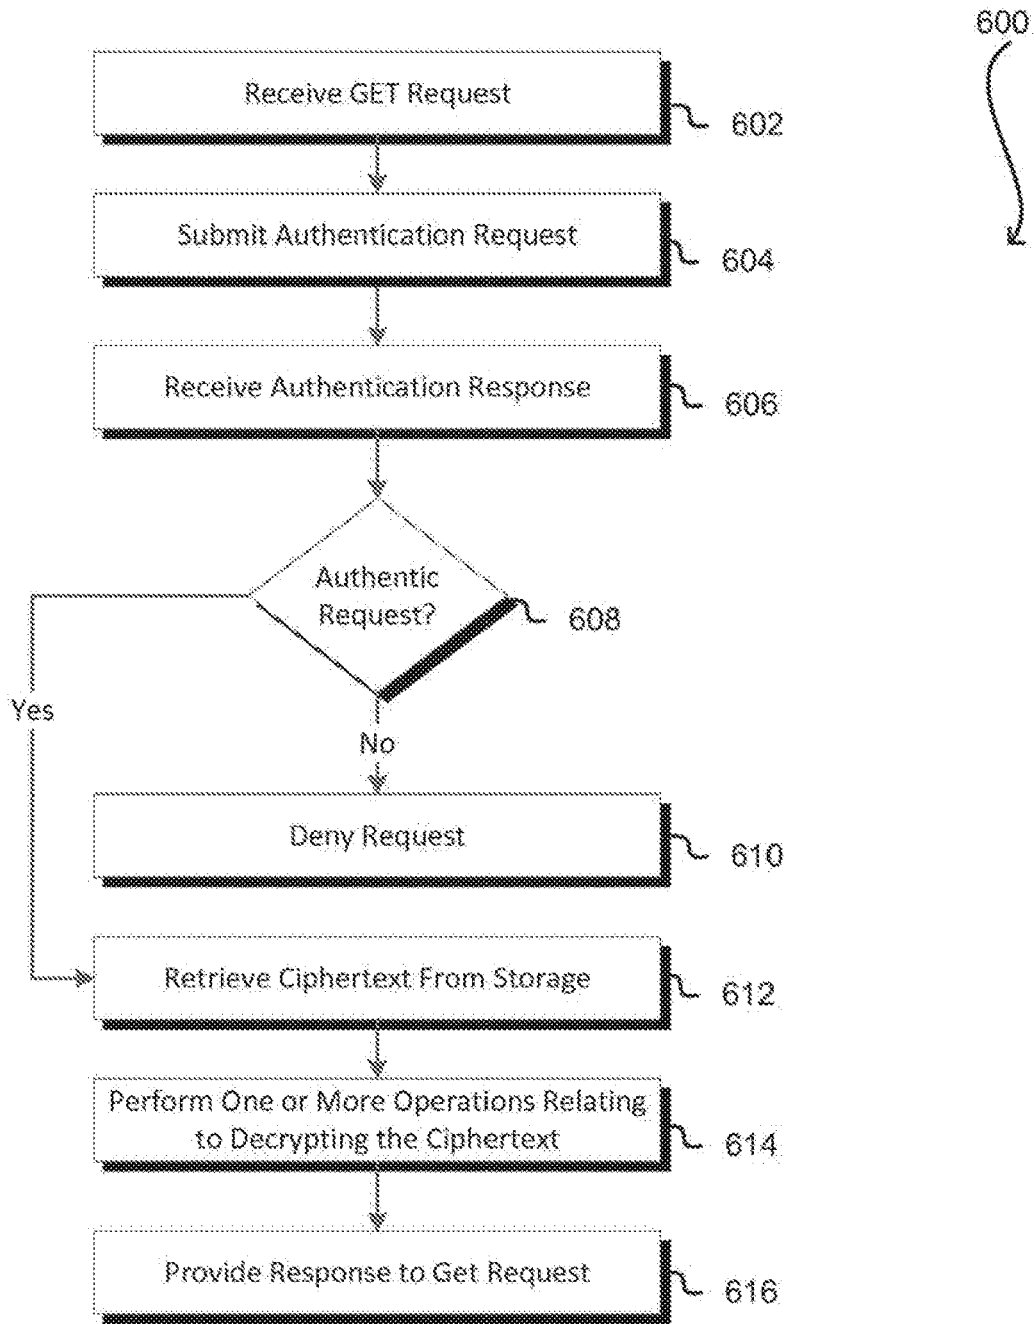 600
Receive GET Request
602
Submit Authentication Request
604
Receive Authentication Response
606
Authentic
Request?
608
Yes
No
Deny Request
610
Retrieve Ciphertext From Storage
612
Perform One or More Operations Relating
to Decrypting the Ciphertext
614
Provide Response to Get Request
616